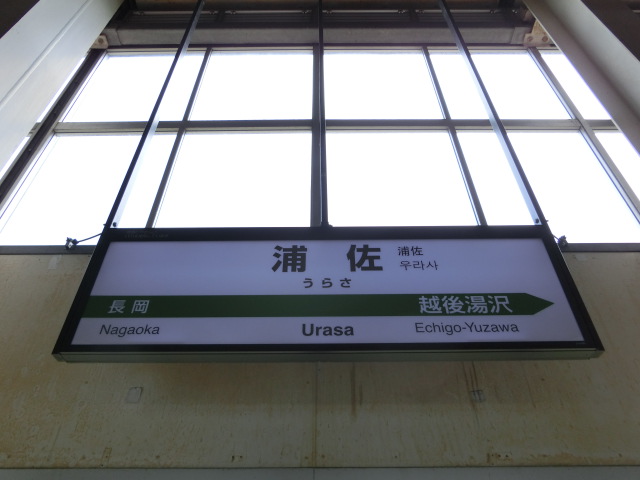 浦佐
浦佐
우라사
うらさ
長岡
越後湯沢
Nagaoka
Urasa
Echigo-Yuzawa